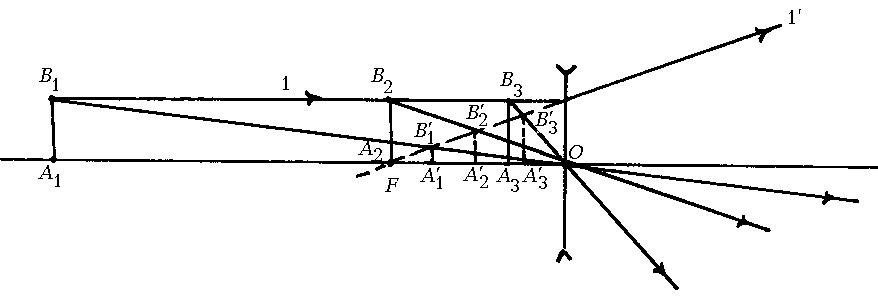 1′
B₁ 1 B₂ B₃
B′₂ B′₃
A₂ B′₁
O
A₁ F A′₁ A′₂ A₃ A′₃